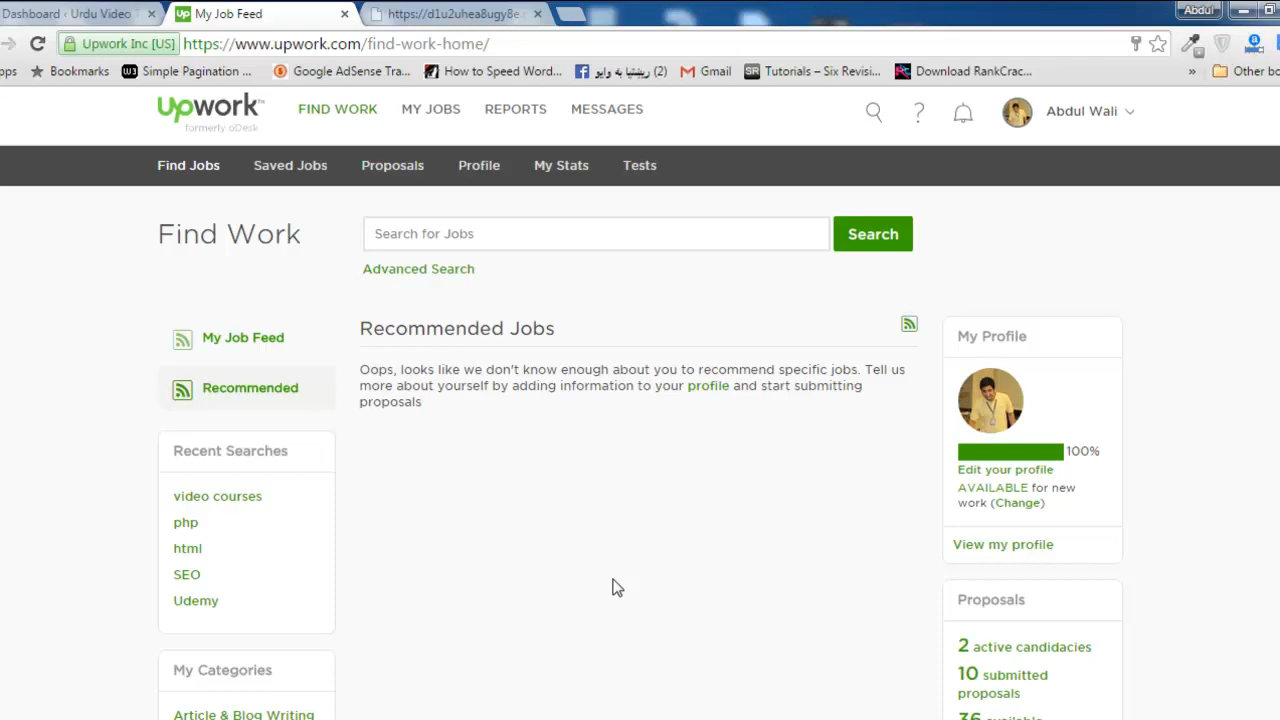 Dashboard ‹ Urdu Video T
My Job Feed
https://d1u2uhea8ugy8e
Abdul
Upwork Inc [US]
https://www.upwork.com/find-work-home/
ops
Bookmarks
Simple Pagination ...
Google AdSense Tra...
How to Speed Word...
Gmail
Tutorials – Six Revisi...
Download RankCrac...
»
Other bo
upwork™
formerly oDesk
FIND WORK
MY JOBS
REPORTS
MESSAGES
Abdul Wali
Find Jobs
Saved Jobs
Proposals
Profile
My Stats
Tests
Find Work
Search for Jobs
Search
Advanced Search
My Job Feed
Recommended
Recent Searches
video courses
php
html
SEO
Udemy
My Categories
Article & Blog Writing
Recommended Jobs
Oops, looks like we don't know enough about you to recommend specific jobs. Tell us
more about yourself by adding information to your profile and start submitting
proposals
My Profile
100%
Edit your profile
AVAILABLE for new
work (Change)
View my profile
Proposals
2 active candidacies
10 submitted
proposals
36 available